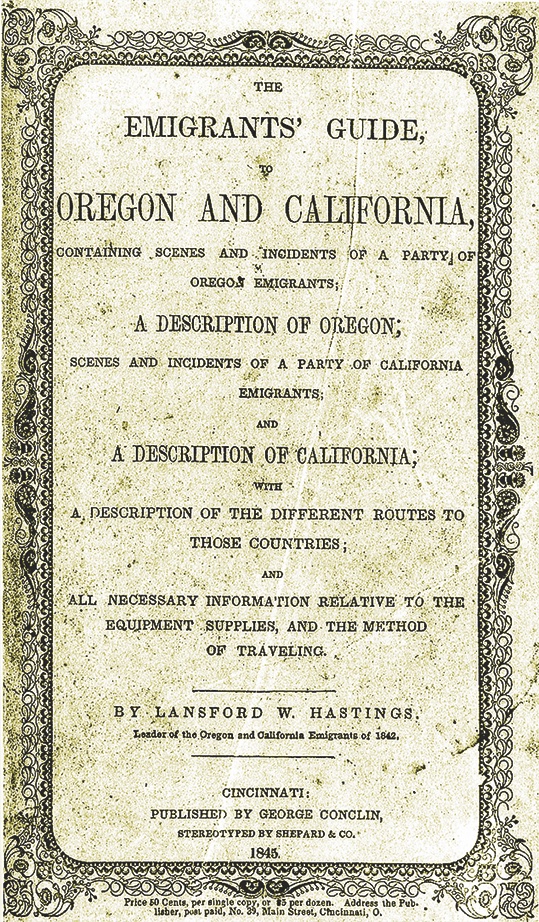 THE
EMIGRANTS' GUIDE,
TO
OREGON AND CALIFORNIA,
CONTAINING SCENES AND INCIDENTS OF A PARTY OF
OREGON EMIGRANTS;
A DESCRIPTION OF OREGON;
SCENES AND INCIDENTS OF A PARTY OF CALIFORNIA
EMIGRANTS;
AND
A DESCRIPTION OF CALIFORNIA;
WITH
A DESCRIPTION OF THE DIFFERENT ROUTES TO
THOSE COUNTRIES;
AND
ALL NECESSARY INFORMATION RELATIVE TO THE
EQUIPMENT SUPPLIES, AND THE METHOD
OF TRAVELING.
BY LANSFORD W. HASTINGS,
Leader of the Oregon and California Emigrants of 1842.
CINCINNATI:
PUBLISHED BY GEORGE CONCLIN,
STEREOTYPED BY SHEPARD & CO.
1845.
Price 50 Cents, per single copy, or $5 per dozen. Address the Pub-
lisher, post paid, No. 39, Main Street, Cincinnati, O.